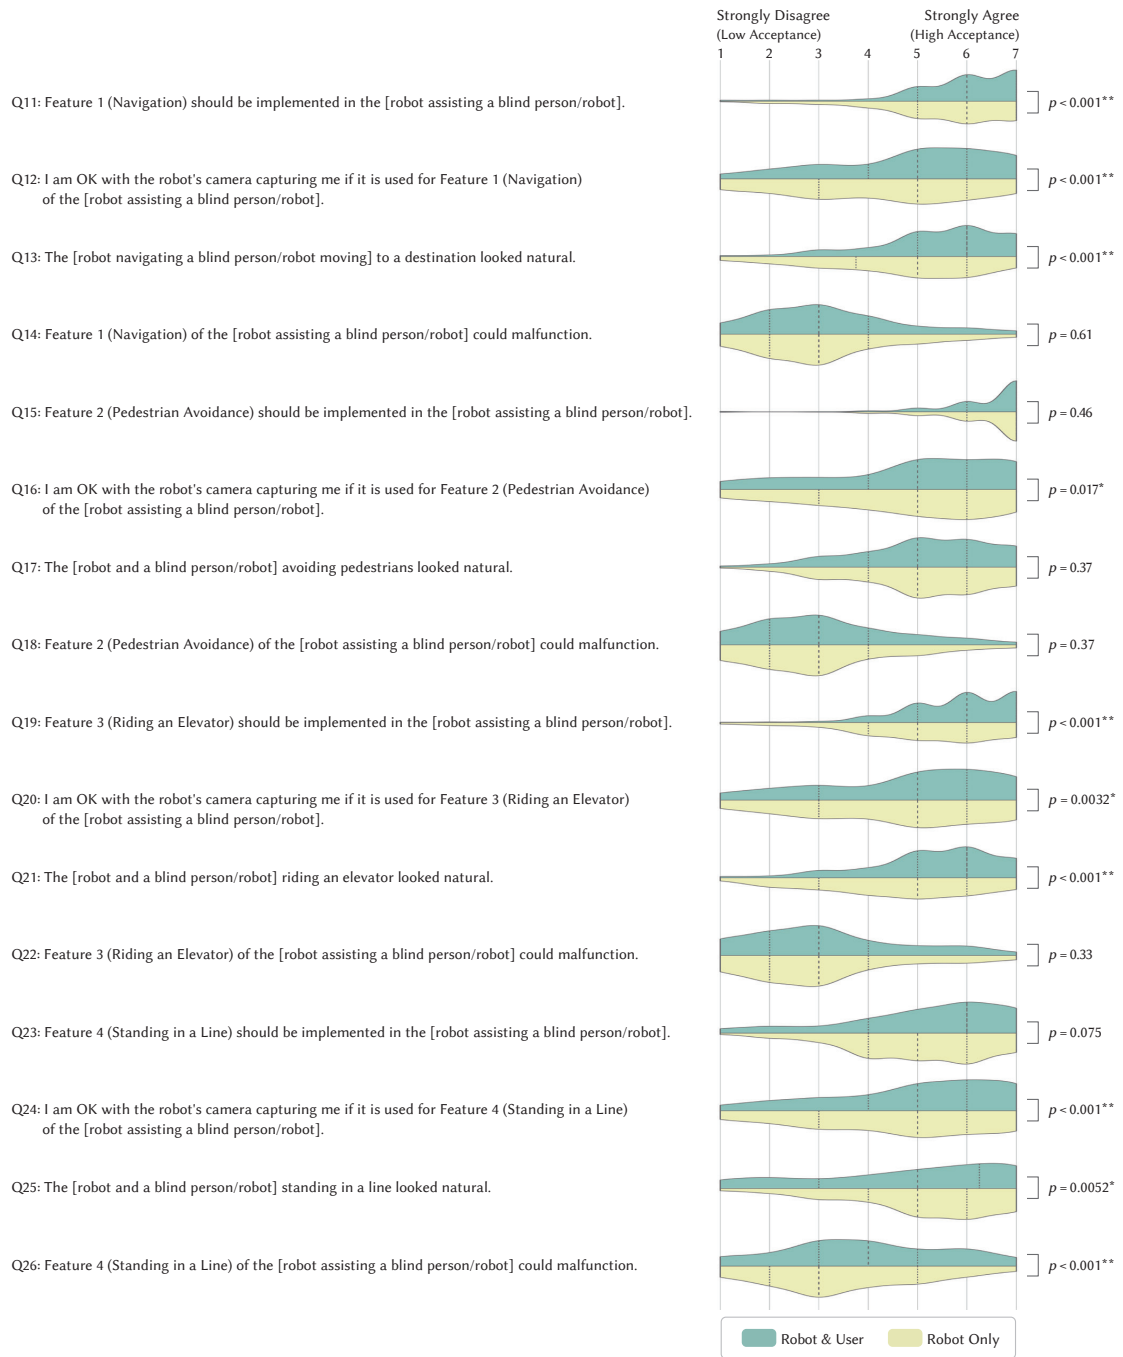 Strongly Disagree Strongly Agree
(Low Acceptance) (High Acceptance)
1 2 3 4 5 6 7
Q11: Feature 1 (Navigation) should be implemented in the [robot assisting a blind person/robot]. p < 0.001**
Q12: I am OK with the robot's camera capturing me if it is used for Feature 1 (Navigation)
of the [robot assisting a blind person/robot]. p < 0.001**
Q13: The [robot navigating a blind person/robot moving] to a destination looked natural. p < 0.001**
Q14: Feature 1 (Navigation) of the [robot assisting a blind person/robot] could malfunction. p = 0.61
Q15: Feature 2 (Pedestrian Avoidance) should be implemented in the [robot assisting a blind person/robot]. p = 0.46
Q16: I am OK with the robot's camera capturing me if it is used for Feature 2 (Pedestrian Avoidance)
of the [robot assisting a blind person/robot]. p = 0.017*
Q17: The [robot and a blind person/robot] avoiding pedestrians looked natural. p = 0.37
Q18: Feature 2 (Pedestrian Avoidance) of the [robot assisting a blind person/robot] could malfunction. p = 0.37
Q19: Feature 3 (Riding an Elevator) should be implemented in the [robot assisting a blind person/robot]. p < 0.001**
Q20: I am OK with the robot's camera capturing me if it is used for Feature 3 (Riding an Elevator)
of the [robot assisting a blind person/robot]. p = 0.0032*
Q21: The [robot and a blind person/robot] riding an elevator looked natural. p < 0.001**
Q22: Feature 3 (Riding an Elevator) of the [robot assisting a blind person/robot] could malfunction. p = 0.33
Q23: Feature 4 (Standing in a Line) should be implemented in the [robot assisting a blind person/robot]. p = 0.075
Q24: I am OK with the robot's camera capturing me if it is used for Feature 4 (Standing in a Line)
of the [robot assisting a blind person/robot]. p < 0.001**
Q25: The [robot and a blind person/robot] standing in a line looked natural. p = 0.0052*
Q26: Feature 4 (Standing in a Line) of the [robot assisting a blind person/robot] could malfunction. p < 0.001**
Robot & User Robot Only